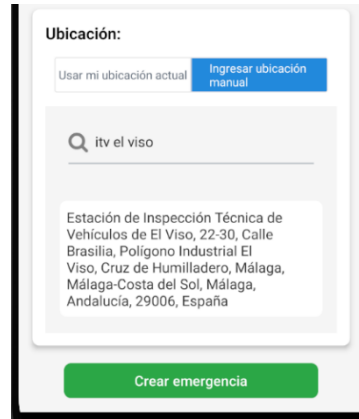 Ubicación:
Usar mi ubicación actual
Ingresar ubicación
manual
itv el viso
Estación de Inspección Técnica de
Vehículos de El Viso, 22-30, Calle
Brasilia, Polígono Industrial El
Viso, Cruz de Humilladero, Málaga,
Málaga-Costa del Sol, Málaga,
Andalucía, 29006, España
Crear emergencia